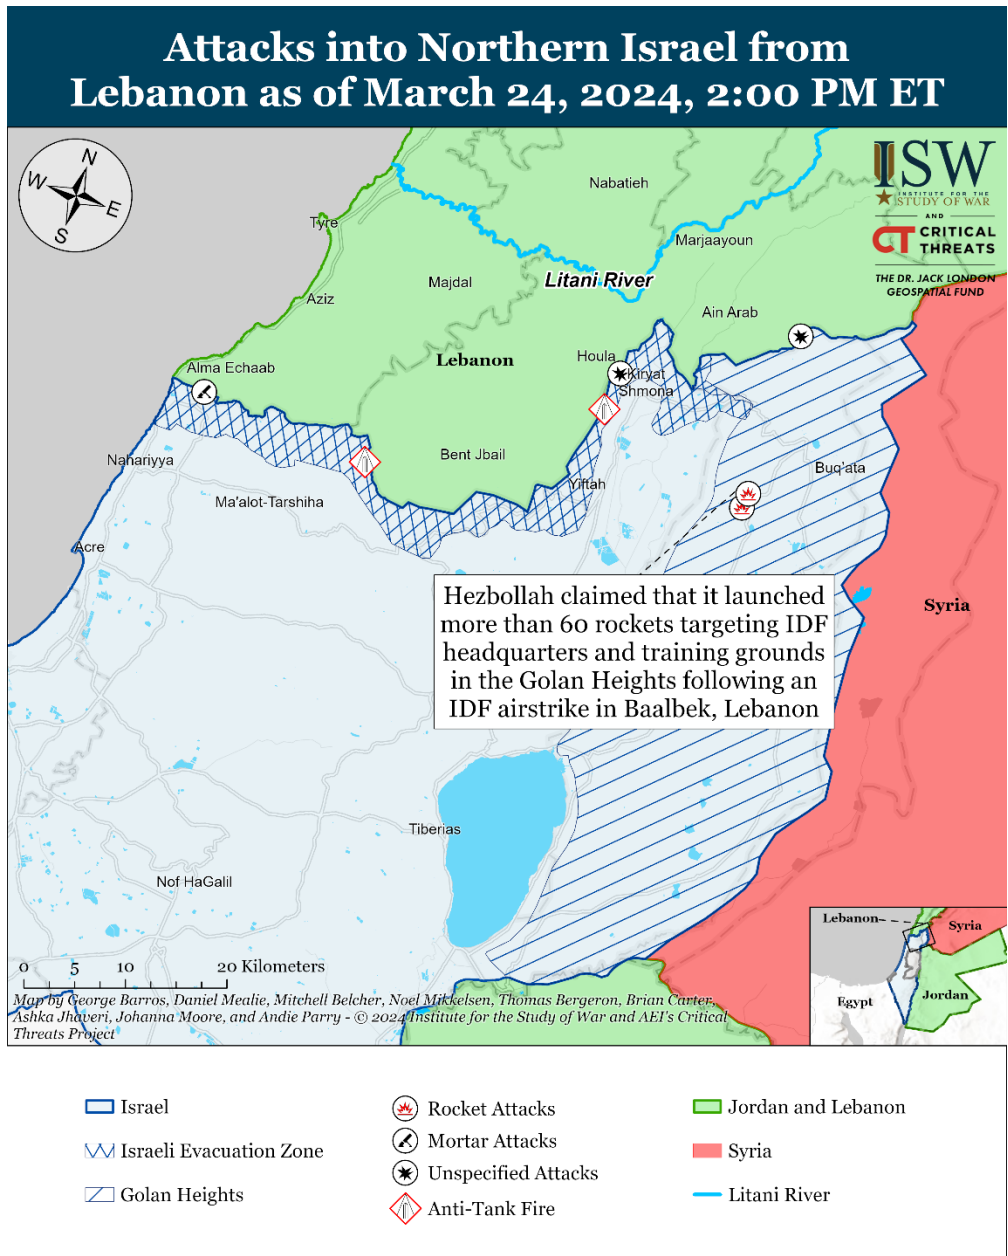 Attacks into Northern Israel from
Lebanon as of March 24, 2024, 2:00 PM ET
N
W
E
S
ISW
INSTITUTE FOR THE
STUDY OF WAR
AND
CT CRITICAL
THREATS
THE DR. JACK LONDON
GEOSPATIAL FUND
Nabatieh
Tyre
Marjaayoun
Majdal
Litani River
Aziz
Ain Arab
Lebanon
Houla
Alma Echaab
Kiryat
Shmona
Bent Jbail
Nahariyya
Yiftah
Buq'ata
Ma'alot-Tarshiha
Acre
Hezbollah claimed that it launched
more than 60 rockets targeting IDF
headquarters and training grounds
in the Golan Heights following an
IDF airstrike in Baalbek, Lebanon
Syria
Tiberias
Nof HaGalil
0 5 10 20 Kilometers
Map by George Barros, Daniel Mealie, Mitchell Belcher, Noel Mikkelsen, Thomas Bergeron, Brian Carter,
Ashka Jhaveri, Johanna Moore, and Andie Parry - © 2024 Institute for the Study of War and AEI's Critical
Threats Project
Lebanon
Syria
Egypt
Jordan
Israel
Israeli Evacuation Zone
Golan Heights
Rocket Attacks
Mortar Attacks
Unspecified Attacks
Anti-Tank Fire
Jordan and Lebanon
Syria
Litani River